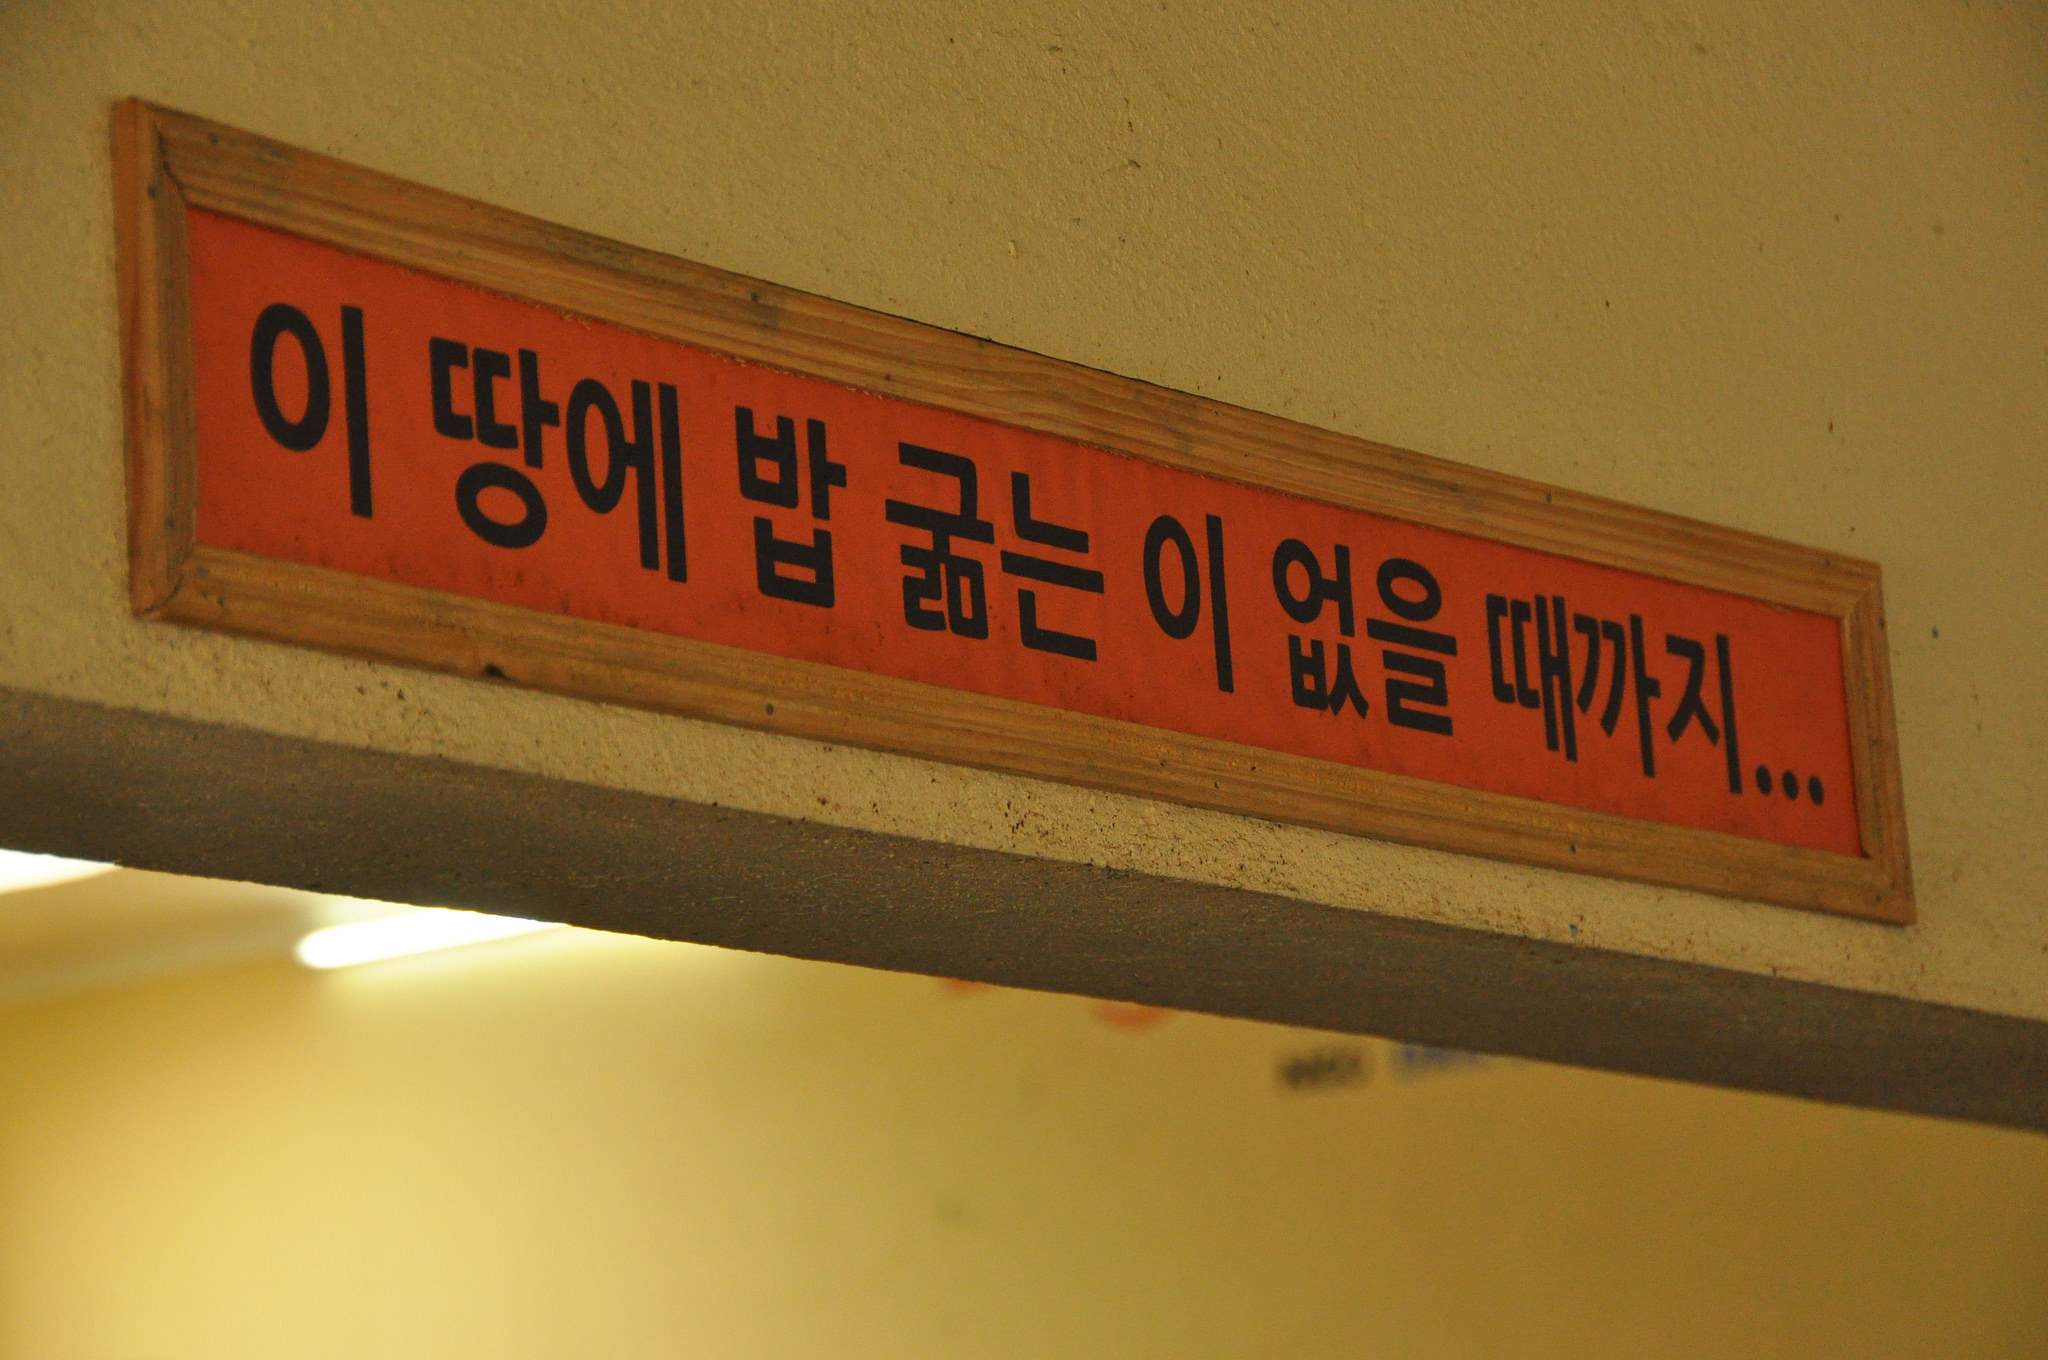 이 땅에 밥 굶는 이 없을 때까지...